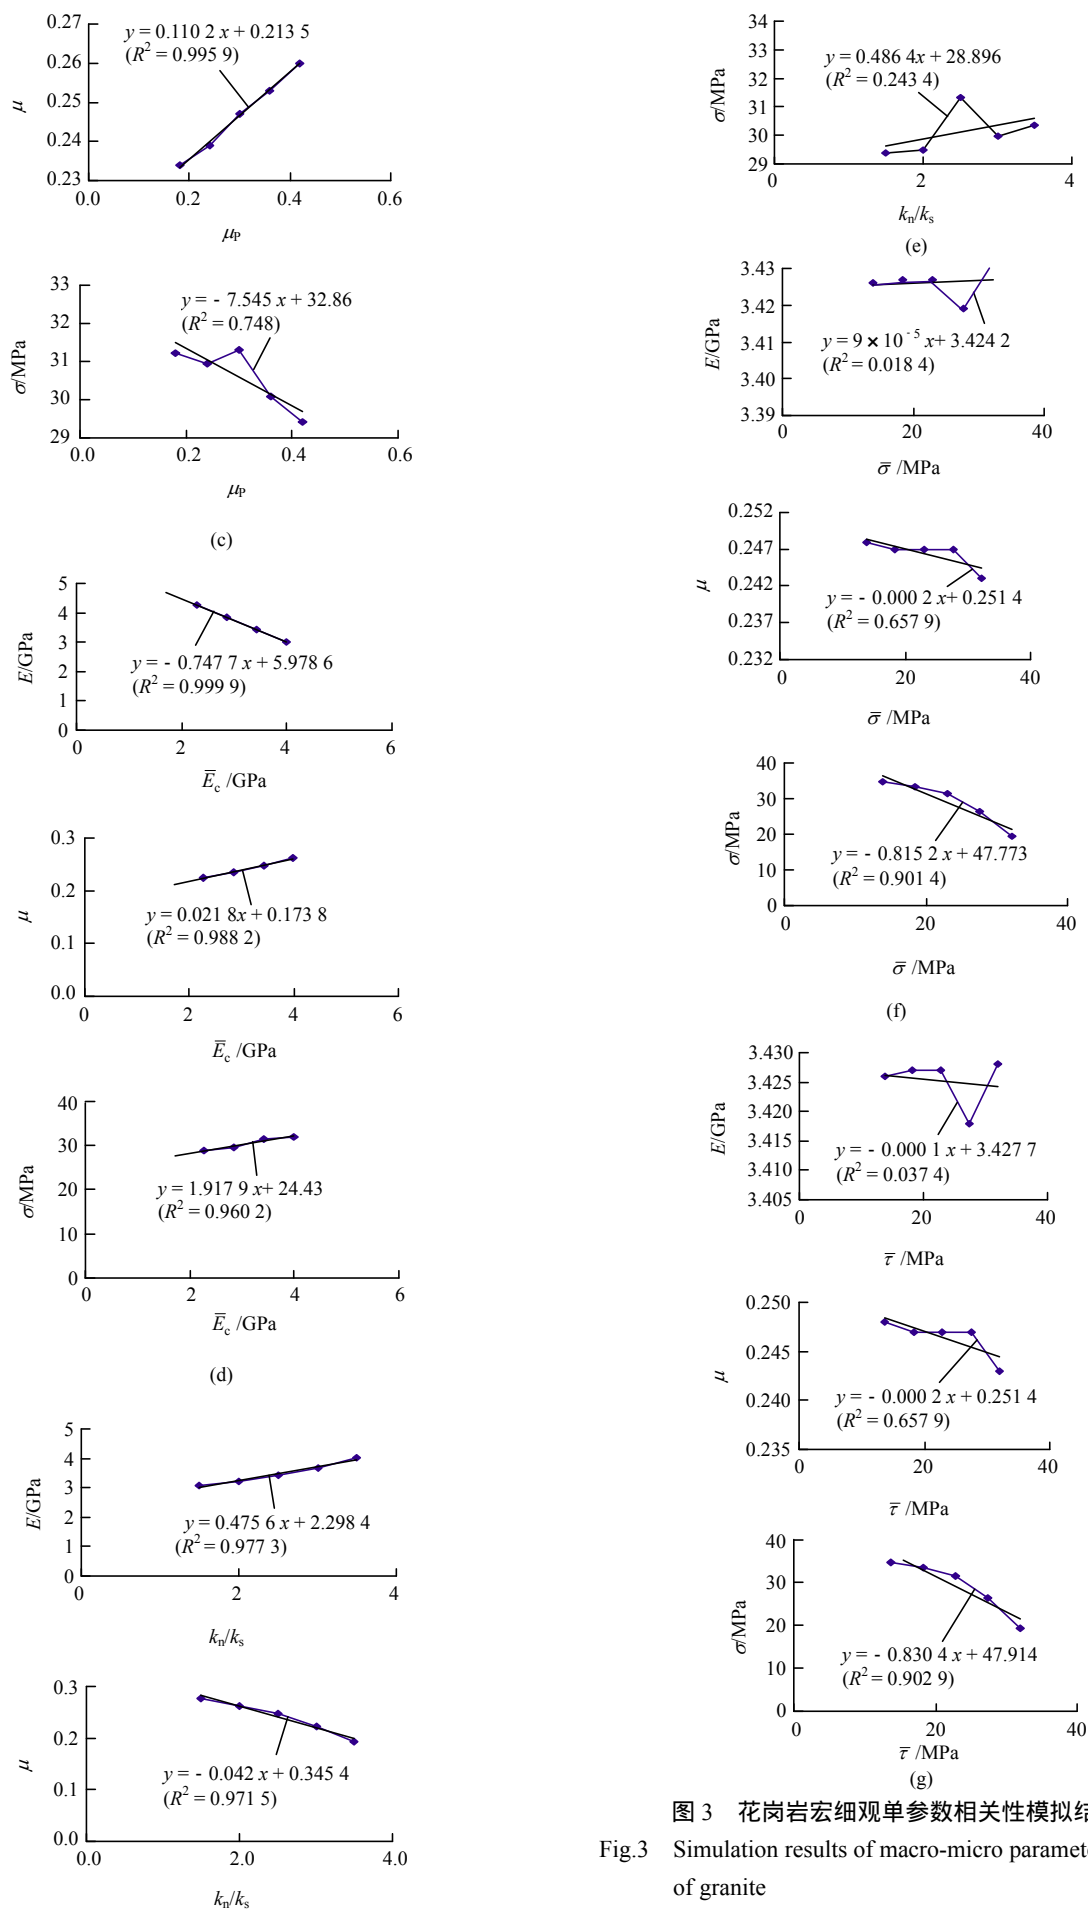 0.27
0.26
0.25
0.24
0.23
μ
y = 0.110 2 x + 0.213 5
(R² = 0.995 9)
0.0 0.2 0.4 0.6
μP
33
32
31
30
29
σ/MPa
y = - 7.545 x + 32.86
(R² = 0.748)
0.0 0.2 0.4 0.6
μP
(c)
5
4
3
2
1
0
E/GPa
y = - 0.747 7 x + 5.978 6
(R² = 0.999 9)
0 2 4 6
E̅c /GPa
0.3
0.2
0.1
0.0
μ
y = 0.021 8x + 0.173 8
(R² = 0.988 2)
0 2 4 6
E̅c /GPa
40
30
20
10
0
σ/MPa
y = 1.917 9 x+ 24.43
(R² = 0.960 2)
0 2 4 6
E̅c /GPa
(d)
5
4
3
2
1
0
E/GPa
y = 0.475 6 x + 2.298 4
(R² = 0.977 3)
0 2 4
kn/ks
0.3
0.2
0.1
0.0
μ
y = - 0.042 x + 0.345 4
(R² = 0.971 5)
0.0 2.0 4.0
kn/ks
34
33
32
31
30
29
σ/MPa
y = 0.486 4x + 28.896
(R² = 0.243 4)
0 2 4
kn/ks
(e)
3.43
3.42
3.41
3.40
3.39
E/GPa
y = 9 × 10⁻⁵ x+ 3.424 2
(R² = 0.018 4)
0 20 40
σ̅ /MPa
0.252
0.247
0.242
0.237
0.232
μ
y = - 0.000 2 x+ 0.251 4
(R² = 0.657 9)
0 20 40
σ̅ /MPa
40
30
20
10
0
σ/MPa
y = - 0.815 2 x + 47.773
(R² = 0.901 4)
0 20 40
σ̅ /MPa
(f)
3.430
3.425
3.420
3.415
3.410
3.405
E/GPa
y = - 0.000 1 x + 3.427 7
(R² = 0.037 4)
0 20 40
τ̅ /MPa
0.250
0.245
0.240
0.235
μ
y = - 0.000 2 x + 0.251 4
(R² = 0.657 9)
0 20 40
τ̅ /MPa
40
30
20
10
0
σ/MPa
y = - 0.830 4 x + 47.914
(R² = 0.902 9)
0 20 40
τ̅ /MPa
(g)
图 3 花岗岩宏细观单参数相关性模拟结
Fig.3 Simulation results of macro-micro paramet
of granite